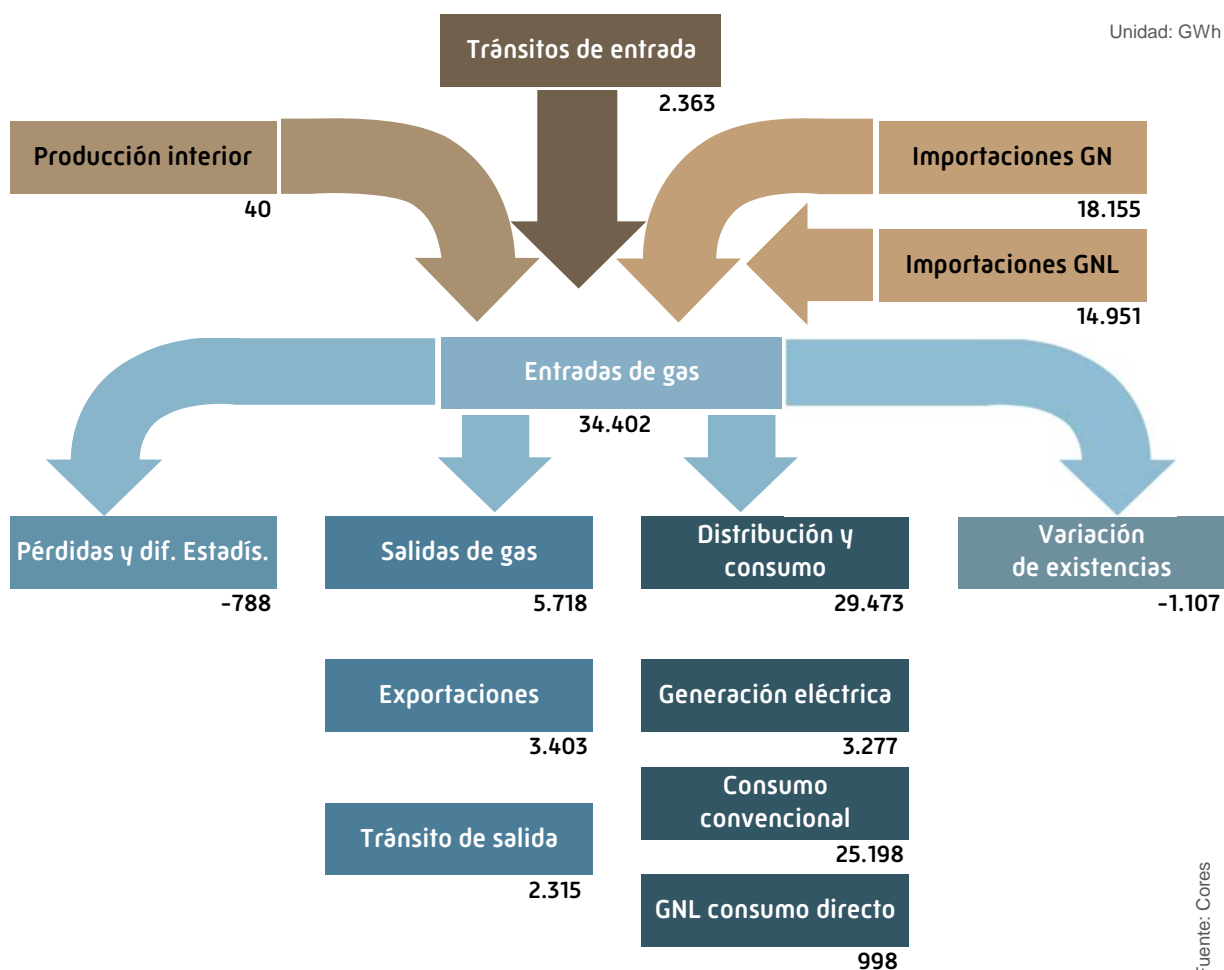 Unidad: GWh
Tránsitos de entrada
2.363
Producción interior
40
Importaciones GN
18.155
Importaciones GNL
14.951
Entradas de gas
34.402
Pérdidas y dif. Estadís.
-788
Salidas de gas
5.718
Distribución y
consumo
29.473
Variación
de existencias
-1.107
Exportaciones
3.403
Generación eléctrica
3.277
Consumo
convencional
25.198
Tránsito de salida
2.315
GNL consumo directo
998
Fuente: Cores